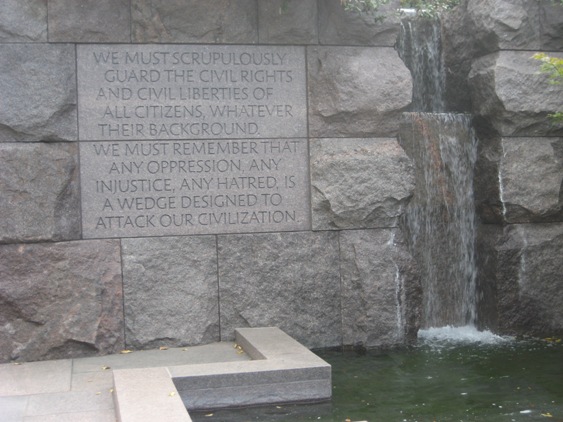 WE MUST SCRUPULOUSLY
GUARD THE CIVIL RIGHTS
AND CIVIL LIBERTIES OF
ALL CITIZENS, WHATEVER
THEIR BACKGROUND.
WE MUST REMEMBER THAT
ANY OPPRESSION, ANY
INJUSTICE, ANY HATRED, IS
A WEDGE DESIGNED TO
ATTACK OUR CIVILIZATION.